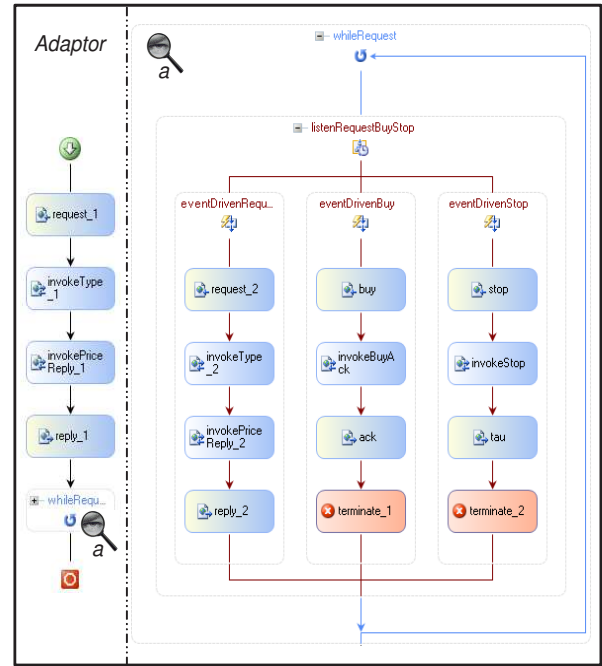 Adaptor
request_1
invokeType
_1
invokePrice
Reply_1
reply_1
whileRequ...
a
a
whileRequest
listenRequestBuyStop
eventDrivenRequ...
request_2
invokeType
_2
invokePrice
Reply_2
reply_2
eventDrivenBuy
buy
invokeBuyA
ck
ack
terminate_1
eventDrivenStop
stop
invokeStop
tau
terminate_2